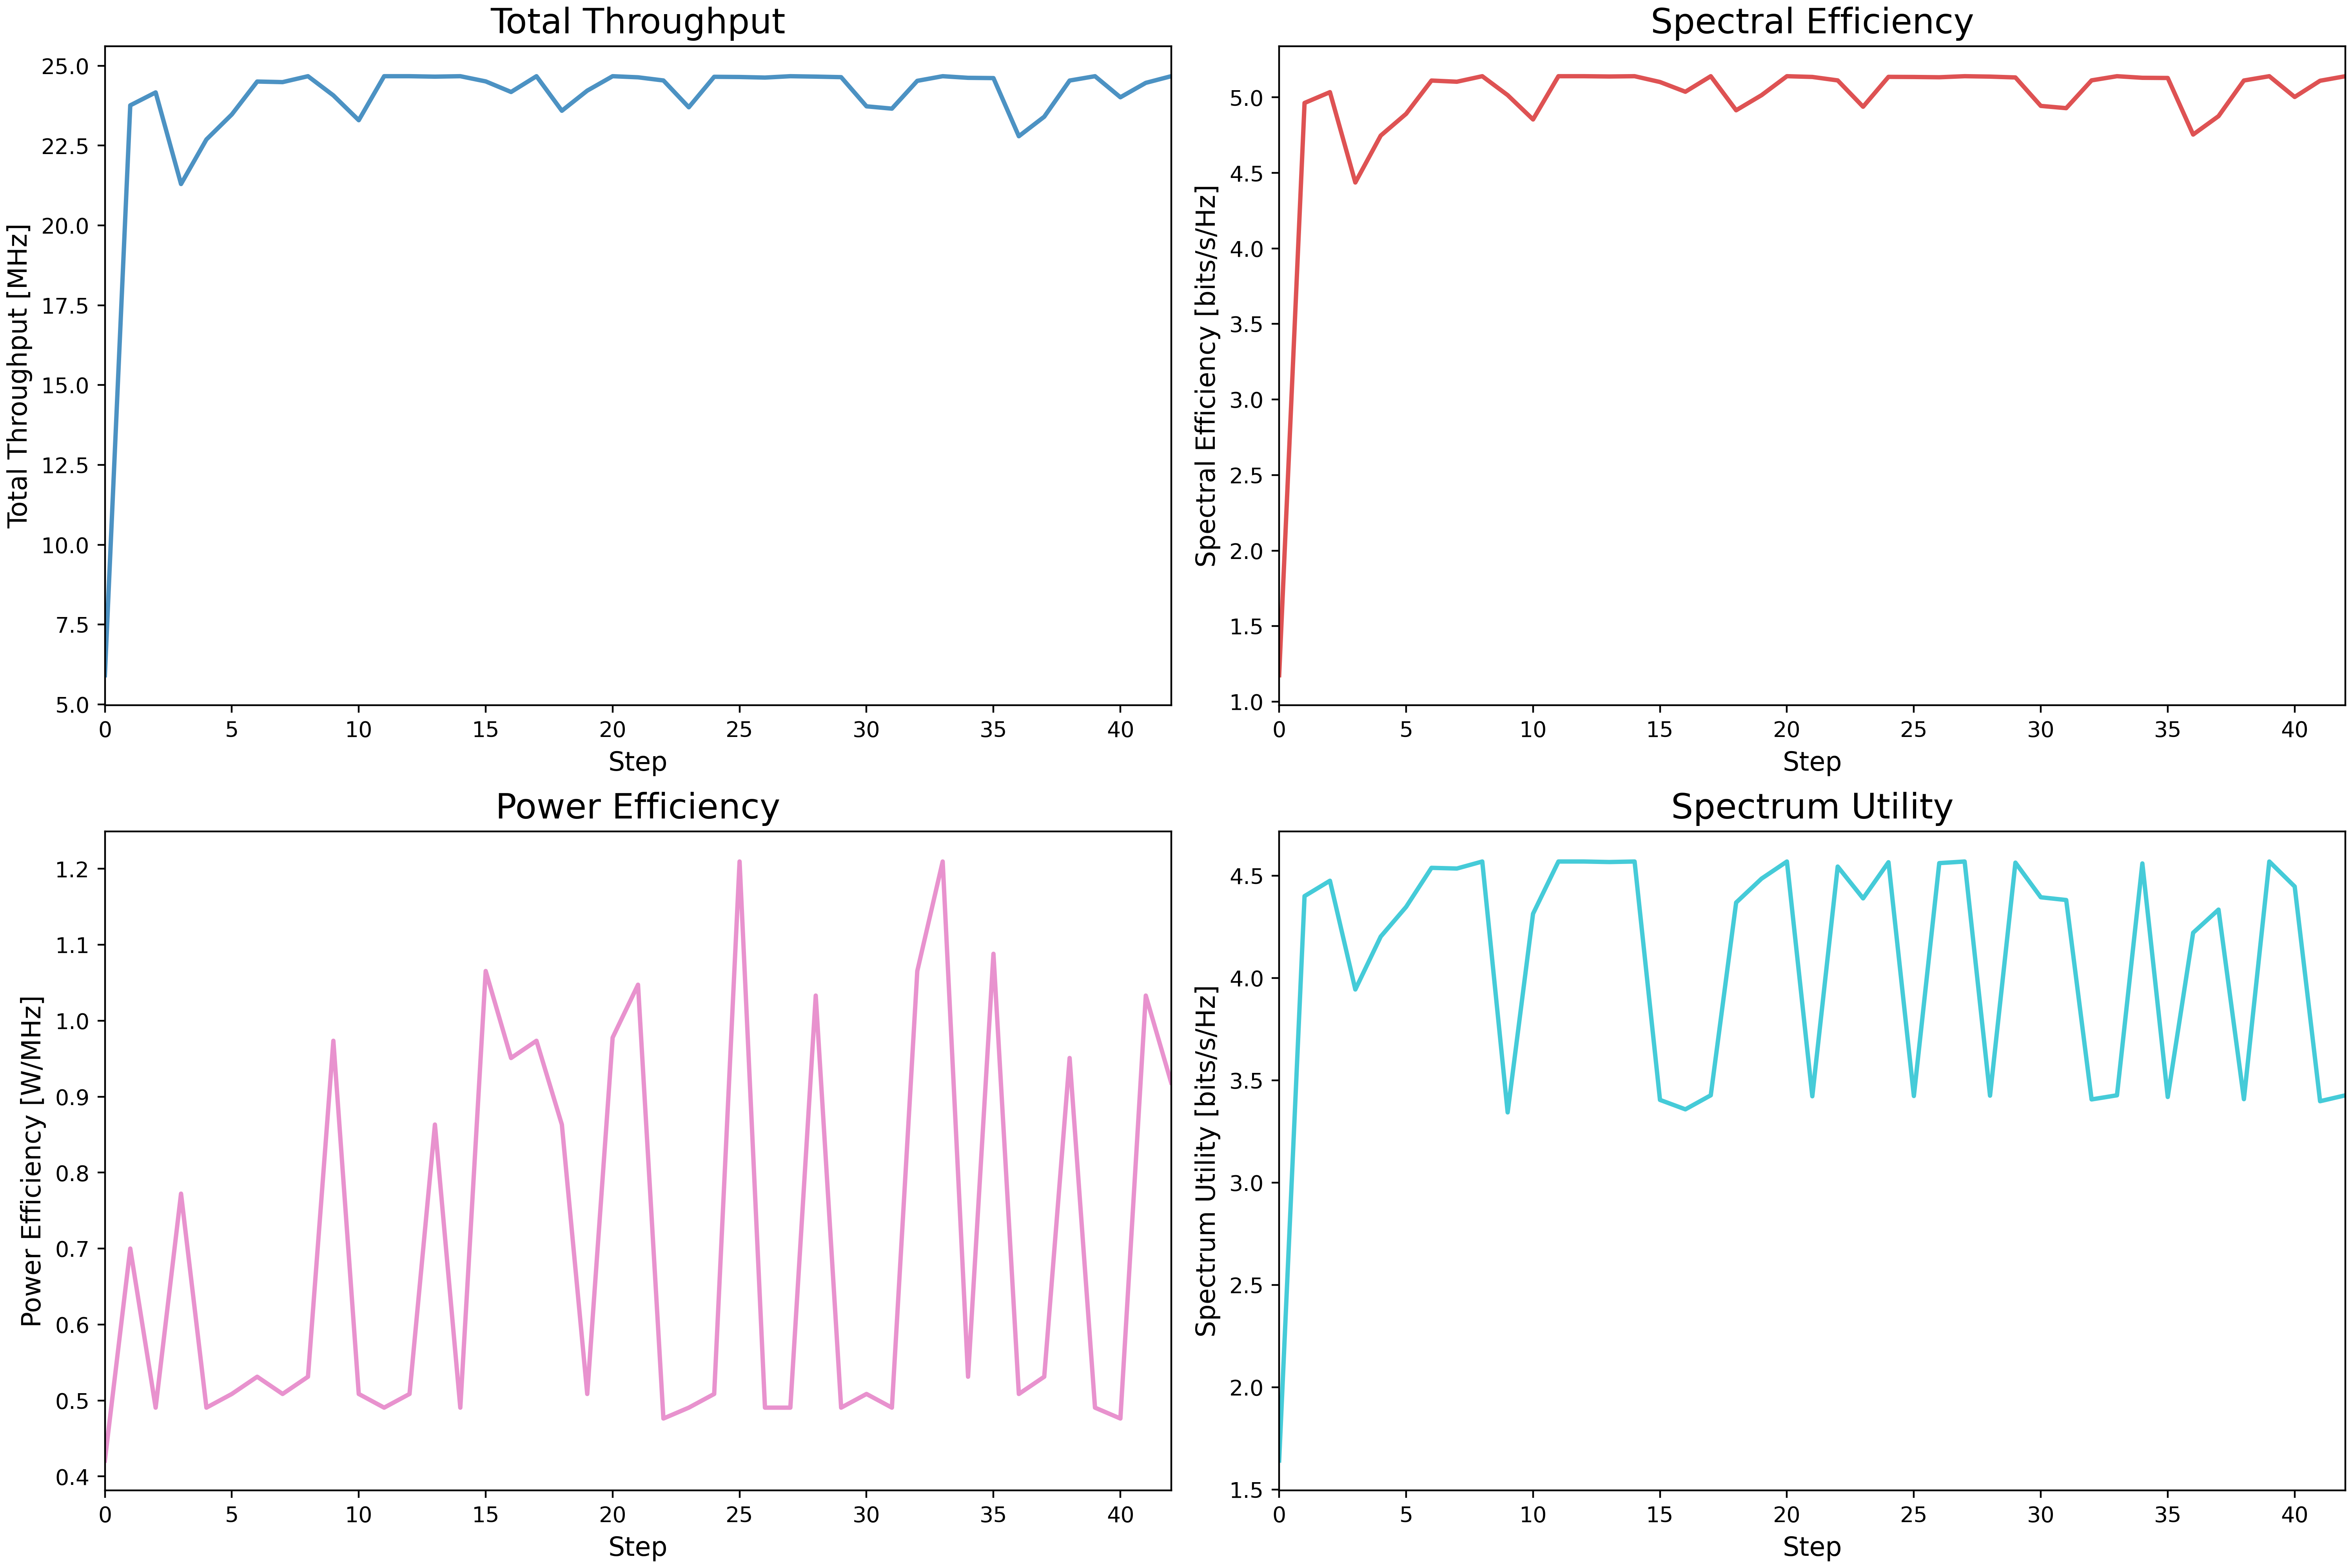 Total Throughput
Total Throughput [MHz]
25.0
22.5
20.0
17.5
15.0
12.5
10.0
7.5
5.0
0 5 10 15 20 25 30 35 40
Step
Spectral Efficiency
Spectral Efficiency [bits/s/Hz]
5.0
4.5
4.0
3.5
3.0
2.5
2.0
1.5
1.0
0 5 10 15 20 25 30 35 40
Step
Power Efficiency
Power Efficiency [W/MHz]
1.2
1.1
1.0
0.9
0.8
0.7
0.6
0.5
0.4
0 5 10 15 20 25 30 35 40
Step
Spectrum Utility
Spectrum Utility [bits/s/Hz]
4.5
4.0
3.5
3.0
2.5
2.0
1.5
0 5 10 15 20 25 30 35 40
Step